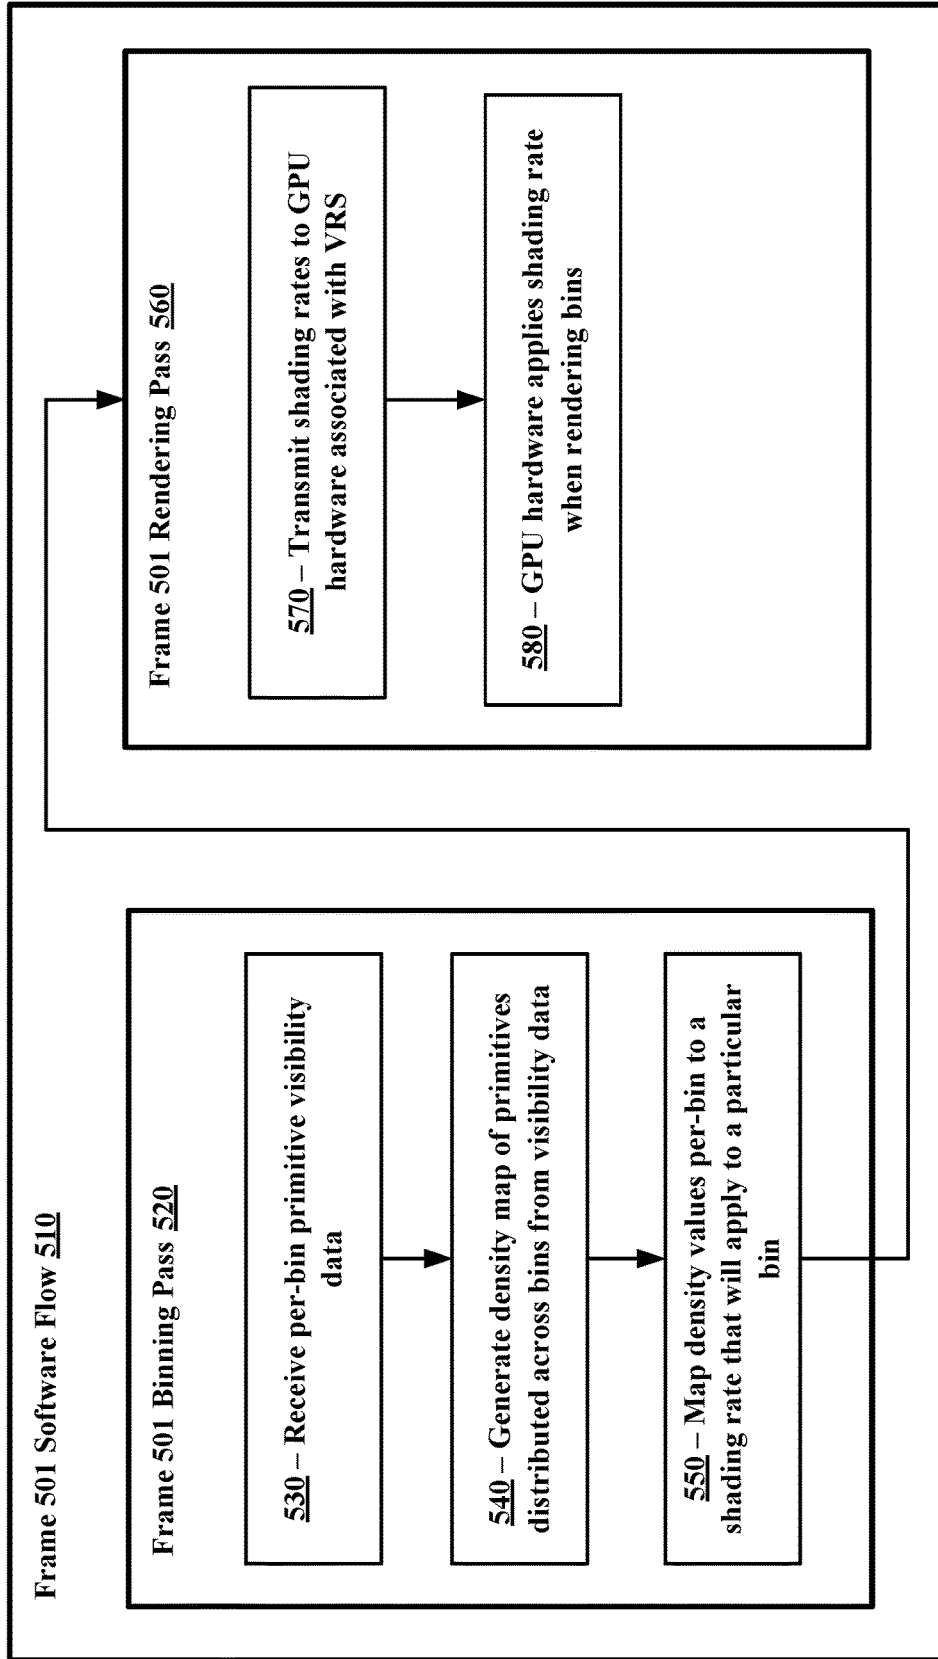 Frame 501 Software Flow 510
Frame 501 Binning Pass 520
530 – Receive per-bin primitive visibility
data
540 – Generate density map of primitives
distributed across bins from visibility data
550 – Map density values per-bin to a
shading rate that will apply to a particular
bin
Frame 501 Rendering Pass 560
570 – Transmit shading rates to GPU
hardware associated with VRS
580 – GPU hardware applies shading rate
when rendering bins